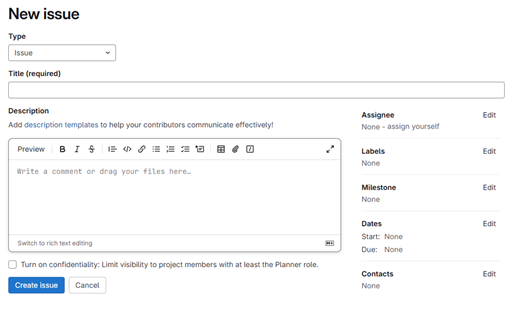 New issue
Type
Issue
Title (required)
Description
Add description templates to help your contributors communicate effectively!
Preview B I S
Write a comment or drag your files here…
Switch to rich text editing
Turn on confidentiality: Limit visibility to project members with at least the Planner role.
Create issue Cancel
Assignee Edit
None - assign yourself
Labels Edit
None
Milestone Edit
None
Dates Edit
Start: None
Due: None
Contacts Edit
None